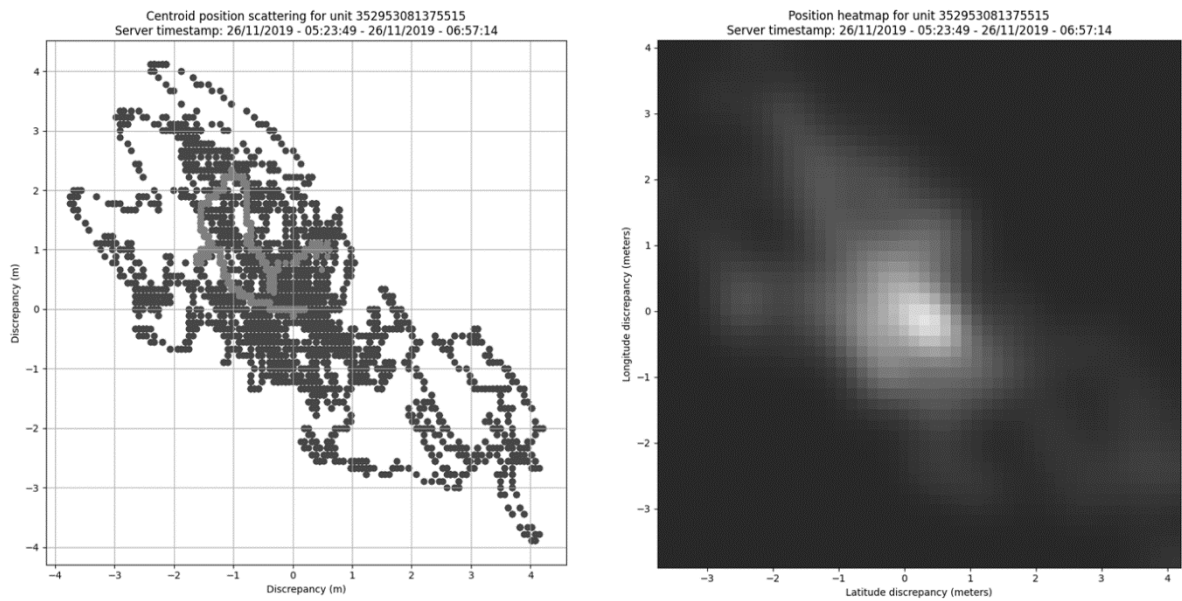 Centroid position scattering for unit 352953081375515
Server timestamp: 26/11/2019 - 05:23:49 - 26/11/2019 - 06:57:14
4
3
2
1
0
−1
−2
−3
−4
Discrepancy (m)
−4 −3 −2 −1 0 1 2 3 4
Discrepancy (m)
Position heatmap for unit 352953081375515
Server timestamp: 26/11/2019 - 05:23:49 - 26/11/2019 - 06:57:14
4
3
2
1
0
−1
−2
−3
Longitude discrepancy (meters)
−3 −2 −1 0 1 2 3 4
Latitude discrepancy (meters)